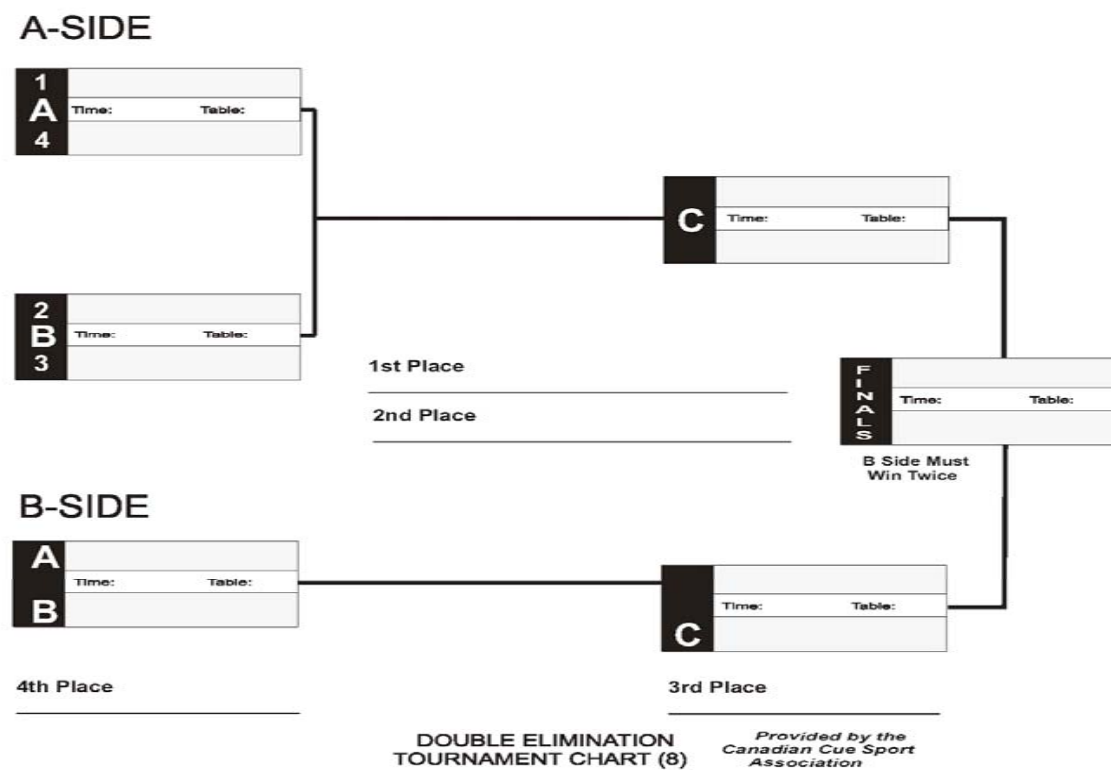 A-SIDE
1
A Time: Table:
4
C Time: Table:
2
B Time: Table:
3
1st Place
2nd Place
FINALS Time: Table:
B Side Must
Win Twice
B-SIDE
A
Time: Table:
B
Time: Table:
C
4th Place
3rd Place
DOUBLE ELIMINATION
TOURNAMENT CHART (8)
Provided by the
Canadian Cue Sport
Association